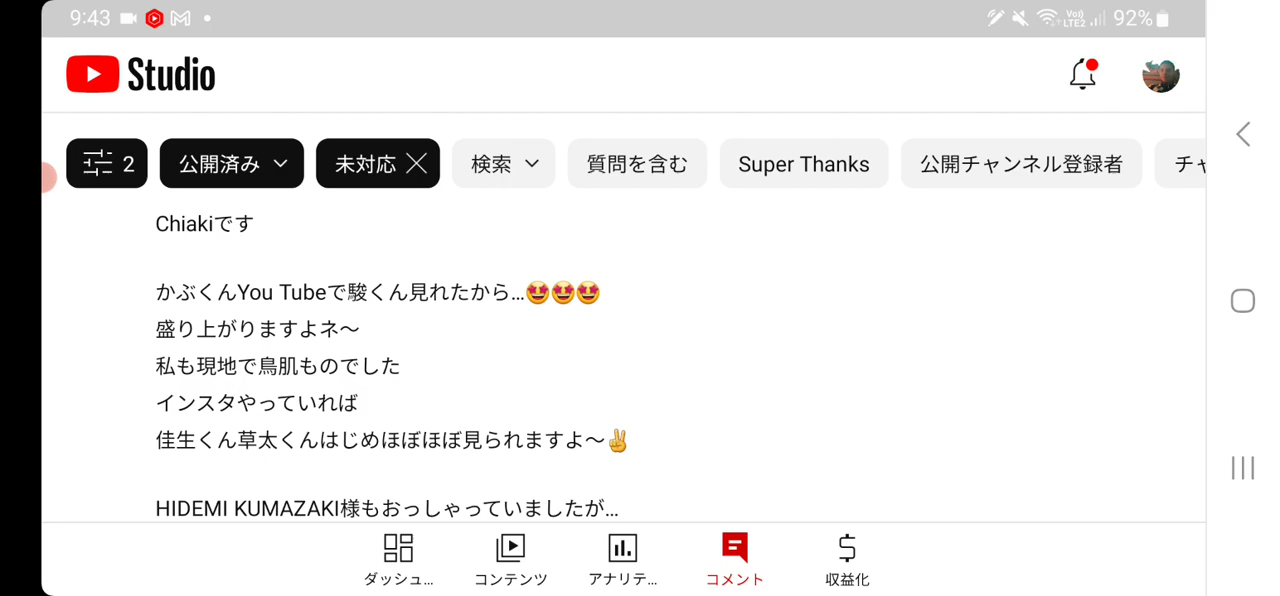 9:43
Vo) LTE2 92%
Studio
2 公開済み 未対応 検索 質問を含む Super Thanks 公開チャンネル登録者 チャ
Chiakiです
かぶくんYou Tubeで駿くん見れたから…🤩🤩🤩
盛り上がりますよネ〜
私も現地で鳥肌ものでした
インスタやっていれば
佳生くん草太くんはじめほぼほぼ見られますよ〜✌️
HIDEMI KUMAZAKI様もおっしゃっていましたが…
ダッシュ… コンテンツ アナリテ… コメント 収益化